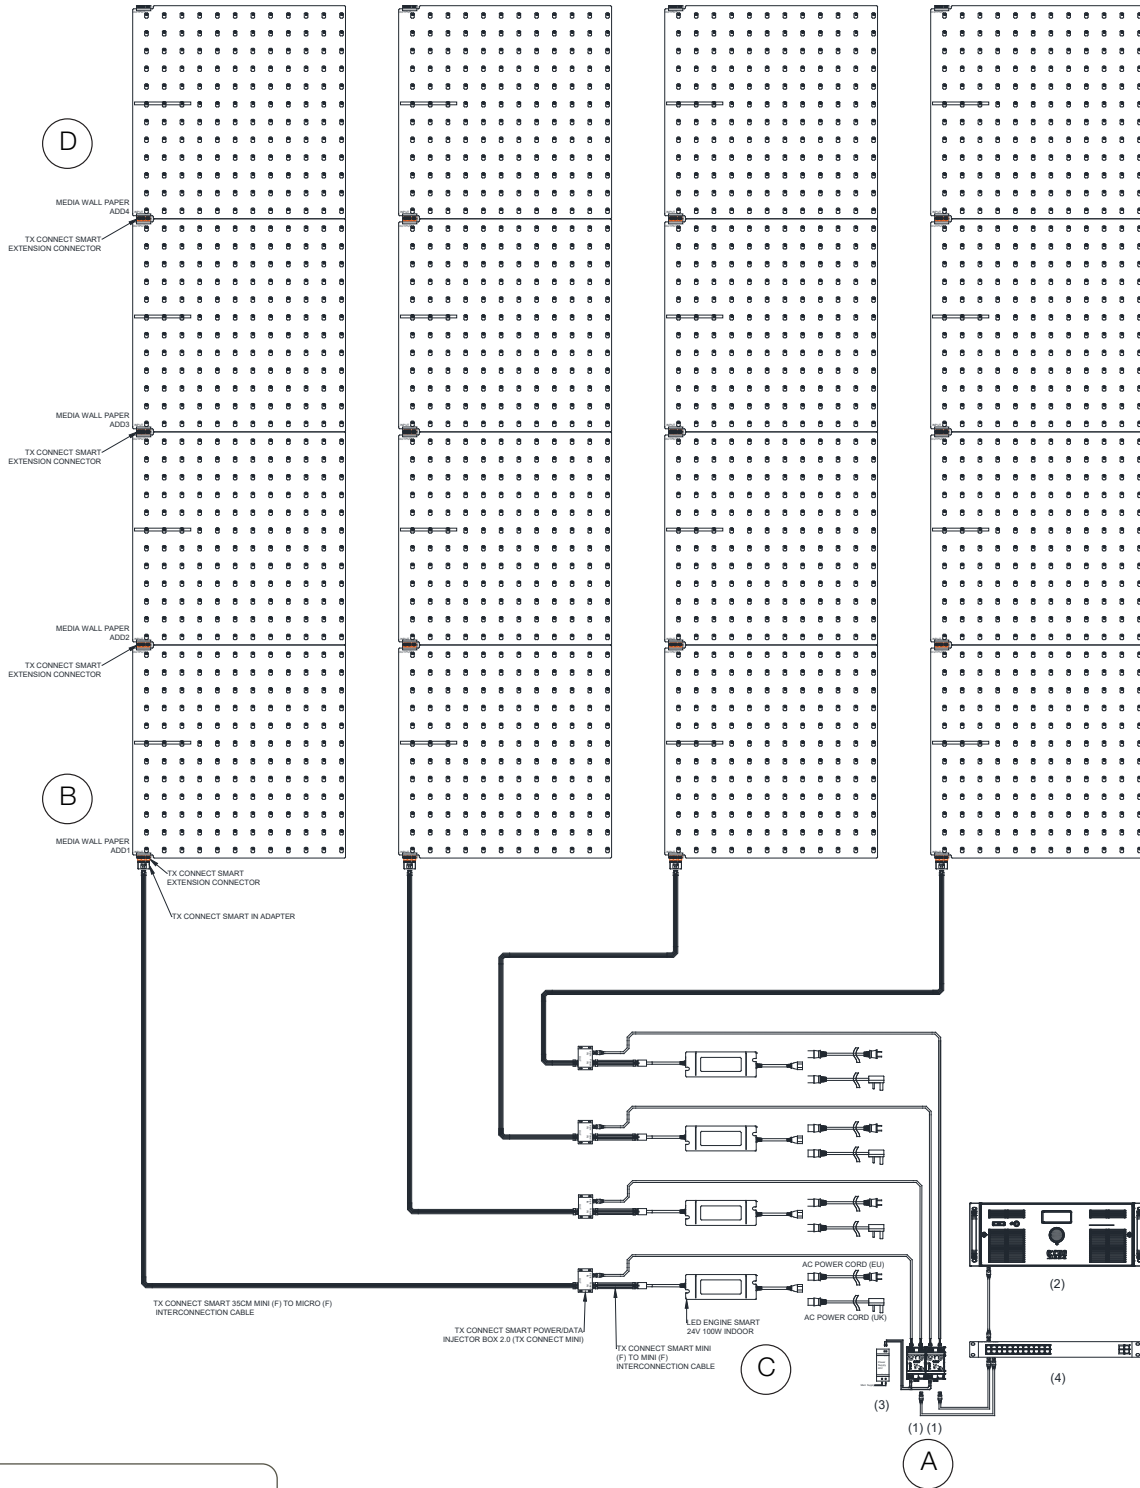 D
MEDIA WALL PAPER
ADD4
TX CONNECT SMART
EXTENSION CONNECTOR
MEDIA WALL PAPER
ADD3
TX CONNECT SMART
EXTENSION CONNECTOR
MEDIA WALL PAPER
ADD2
TX CONNECT SMART
EXTENSION CONNECTOR
B
MEDIA WALL PAPER
ADD1
TX CONNECT SMART
EXTENSION CONNECTOR
TX CONNECT SMART IN ADAPTER
TX CONNECT SMART 35CM MINI (F) TO MICRO (F)
INTERCONNECTION CABLE
TX CONNECT SMART POWER/DATA
INJECTOR BOX 2.0 (TX CONNECT MINI)
TX CONNECT SMART MINI
(F) TO MINI (F)
INTERCONNECTION CABLE
LED ENGINE SMART
24V 100W INDOOR
AC POWER CORD (EU)
AC POWER CORD (UK)
C
(2)
(4)
(3)
(1) (1)
A